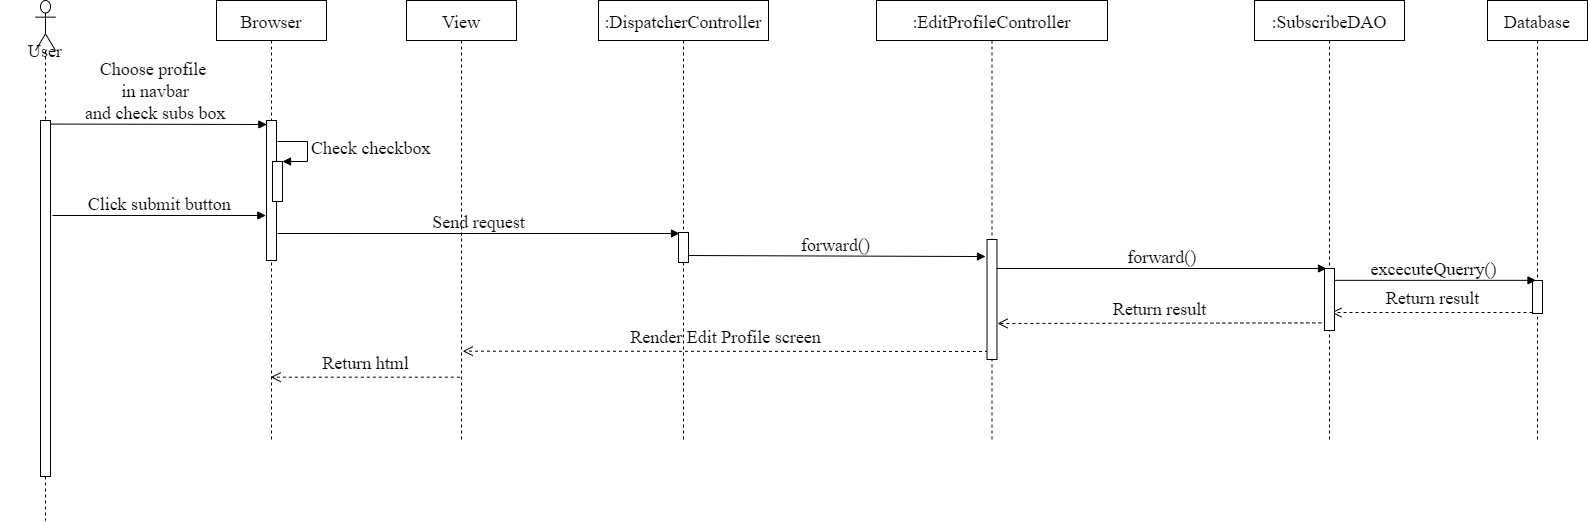 User
Browser
View
:DispatcherController
:EditProfileController
:SubscribeDAO
Database
Choose profile
in navbar
and check subs box
Check checkbox
Click submit button
Send request
forward()
forward()
excecuteQuerry()
Return result
Return result
Render Edit Profile screen
Return html